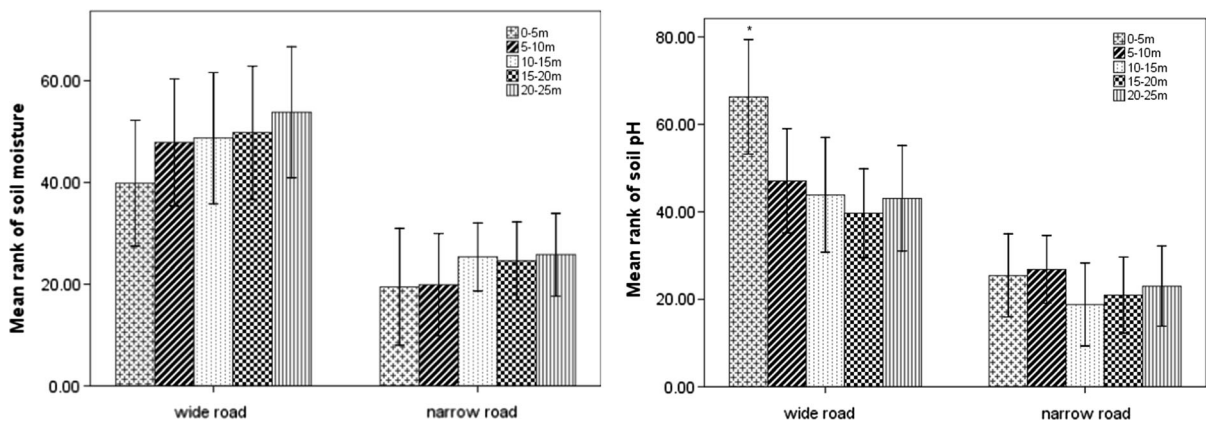 Mean rank of soil moisture
60.00
40.00
20.00
0.00
0-5m
5-10m
10-15m
15-20m
20-25m
wide road
narrow road
Mean rank of soil pH
80.00
60.00
40.00
20.00
0.00
*
0-5m
5-10m
10-15m
15-20m
20-25m
wide road
narrow road